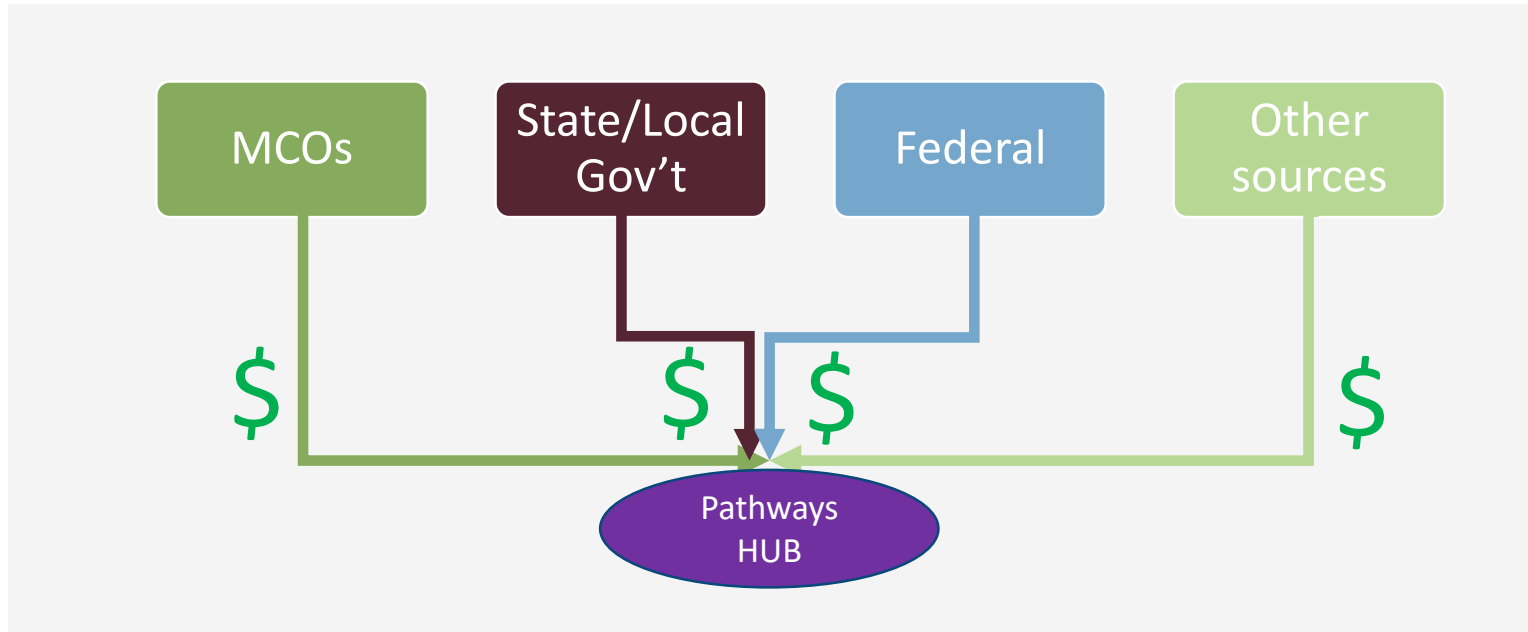 MCOs
State/Local
Gov’t
Federal
Other
sources
$
$
$
$
Pathways
HUB